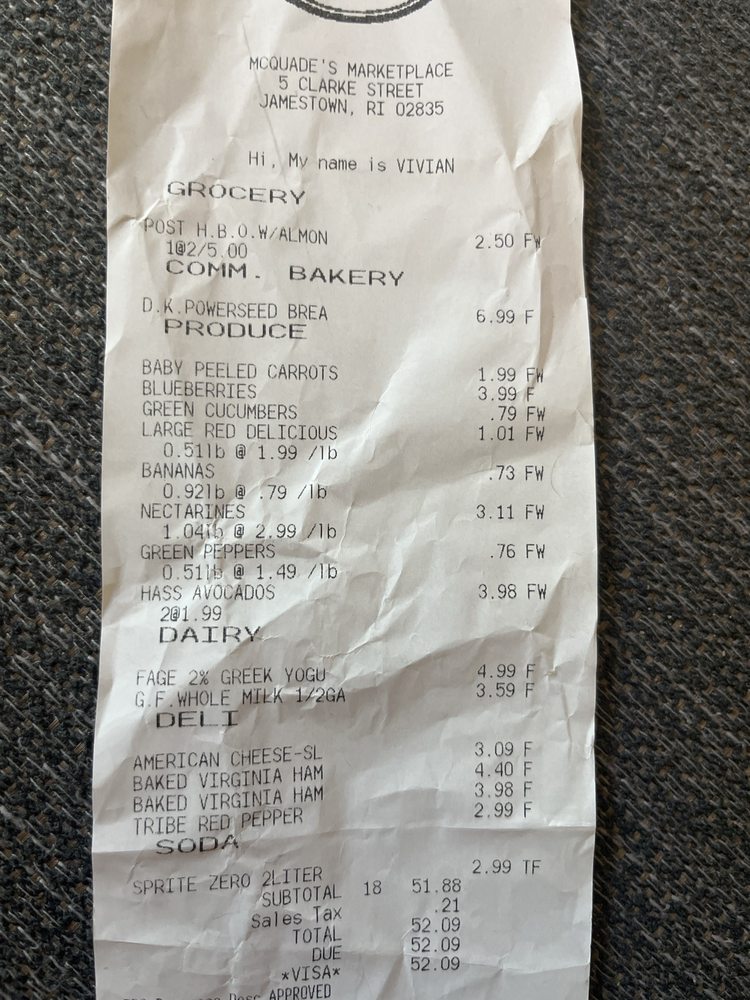 MCQUADE'S MARKETPLACE
5 CLARKE STREET
JAMESTOWN, RI 02835
Hi, My name is VIVIAN
GROCERY
POST H.B.O.W/ALMON 2.50 FW
1@2/5.00
COMM. BAKERY
D.K.POWERSEED BREA 6.99 F
PRODUCE
BABY PEELED CARROTS 1.99 FW
BLUEBERRIES 3.99 F
GREEN CUCUMBERS .79 FW
LARGE RED DELICIOUS 1.01 FW
0.51lb @ 1.99 /lb
BANANAS .73 FW
0.92lb @ .79 /lb
NECTARINES 3.11 FW
1.04lb @ 2.99 /lb
GREEN PEPPERS .76 FW
0.51lb @ 1.49 /lb
HASS AVOCADOS 3.98 FW
2@1.99
DAIRY
FAGE 2% GREEK YOGU 4.99 F
G.F.WHOLE MILK 1/2GA 3.59 F
DELI
AMERICAN CHEESE-SL 3.09 F
BAKED VIRGINIA HAM 4.40 F
BAKED VIRGINIA HAM 3.98 F
TRIBE RED PEPPER 2.99 F
SODA
SPRITE ZERO 2LITER 2.99 TF
SUBTOTAL 18 51.88
Sales Tax .21
TOTAL 52.09
DUE 52.09
*VISA* 52.09
APPROVED